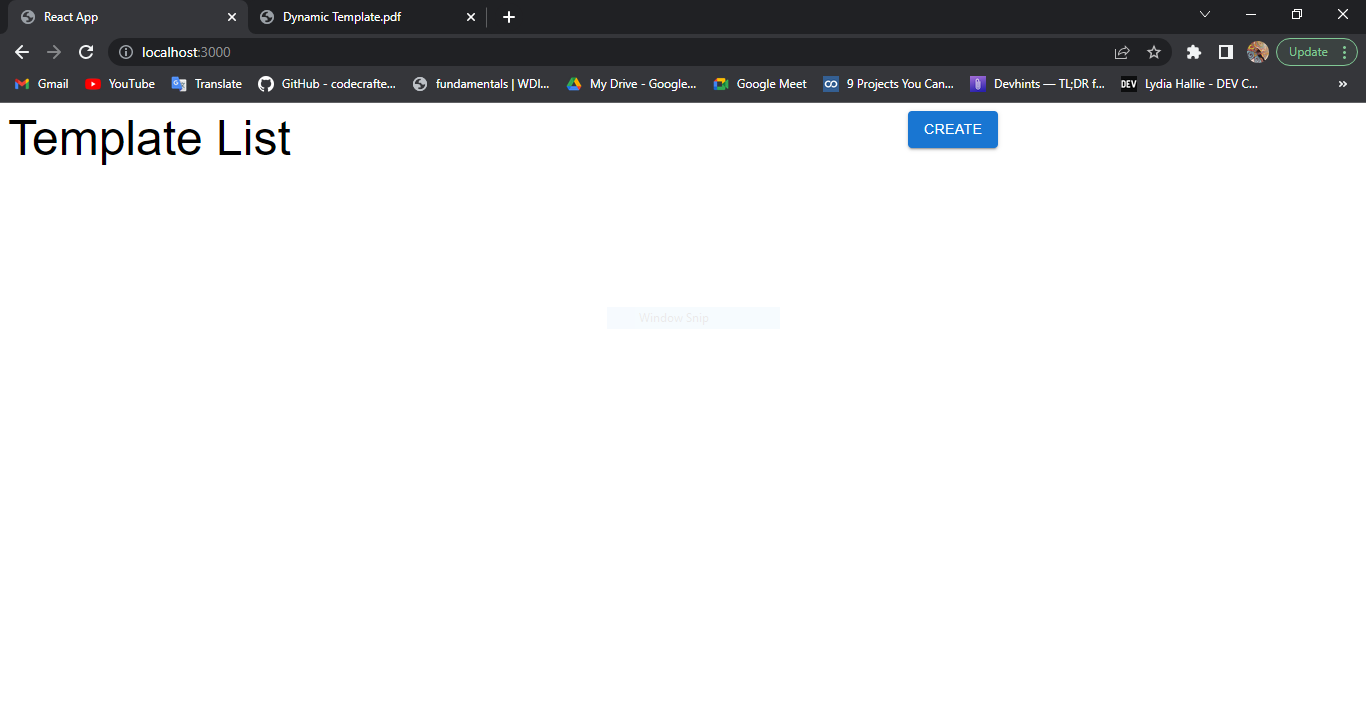 React App
Dynamic Template.pdf
localhost:3000
Update
Gmail
YouTube
Translate
GitHub - codecrafte...
fundamentals | WDI...
My Drive - Google...
Google Meet
9 Projects You Can...
Devhints — TL;DR f...
DEV
Lydia Hallie - DEV C...
Template List
CREATE
Window Snip